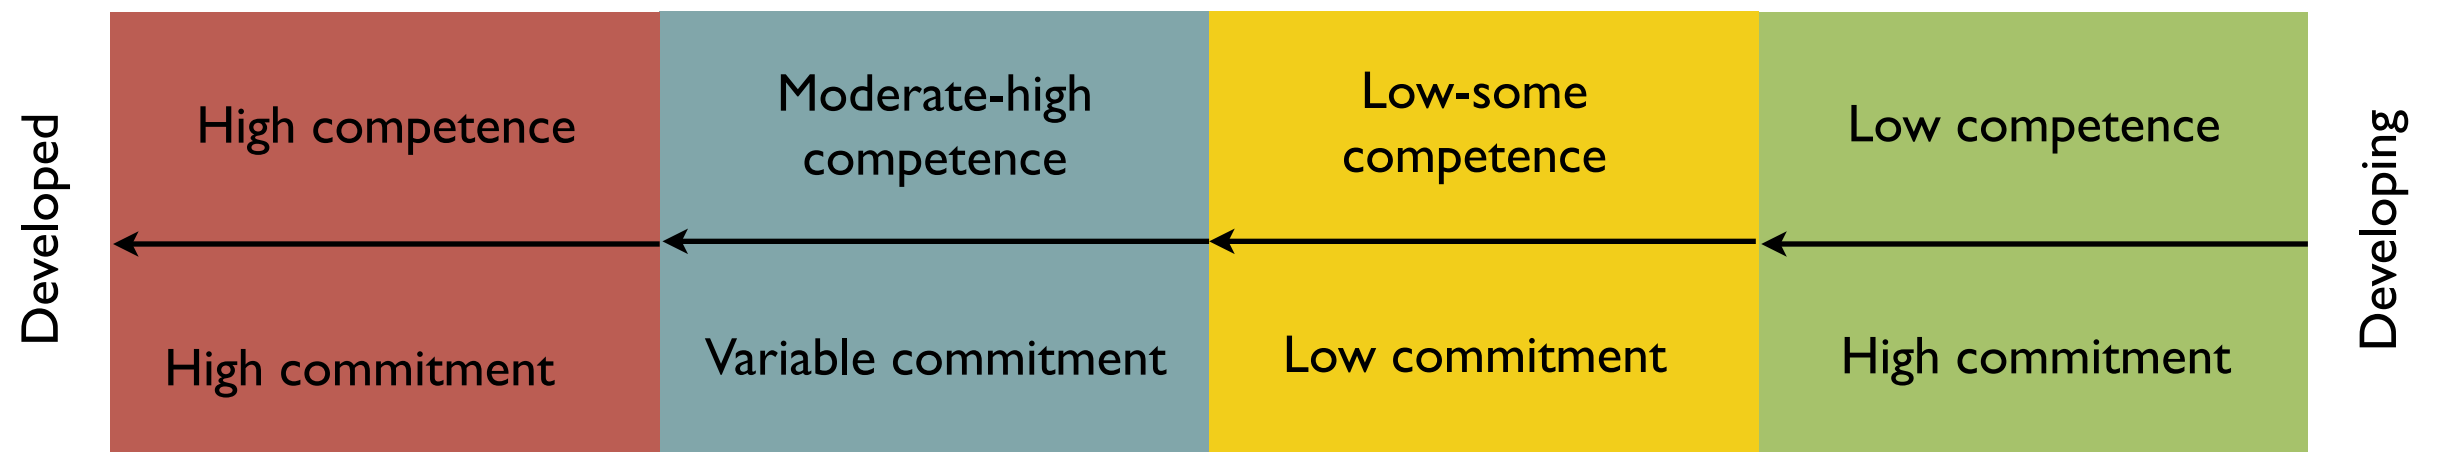 Developed
High competence
High commitment
Moderate-high
competence
Variable commitment
Low-some
competence
Low commitment
Low competence
High commitment
Developing